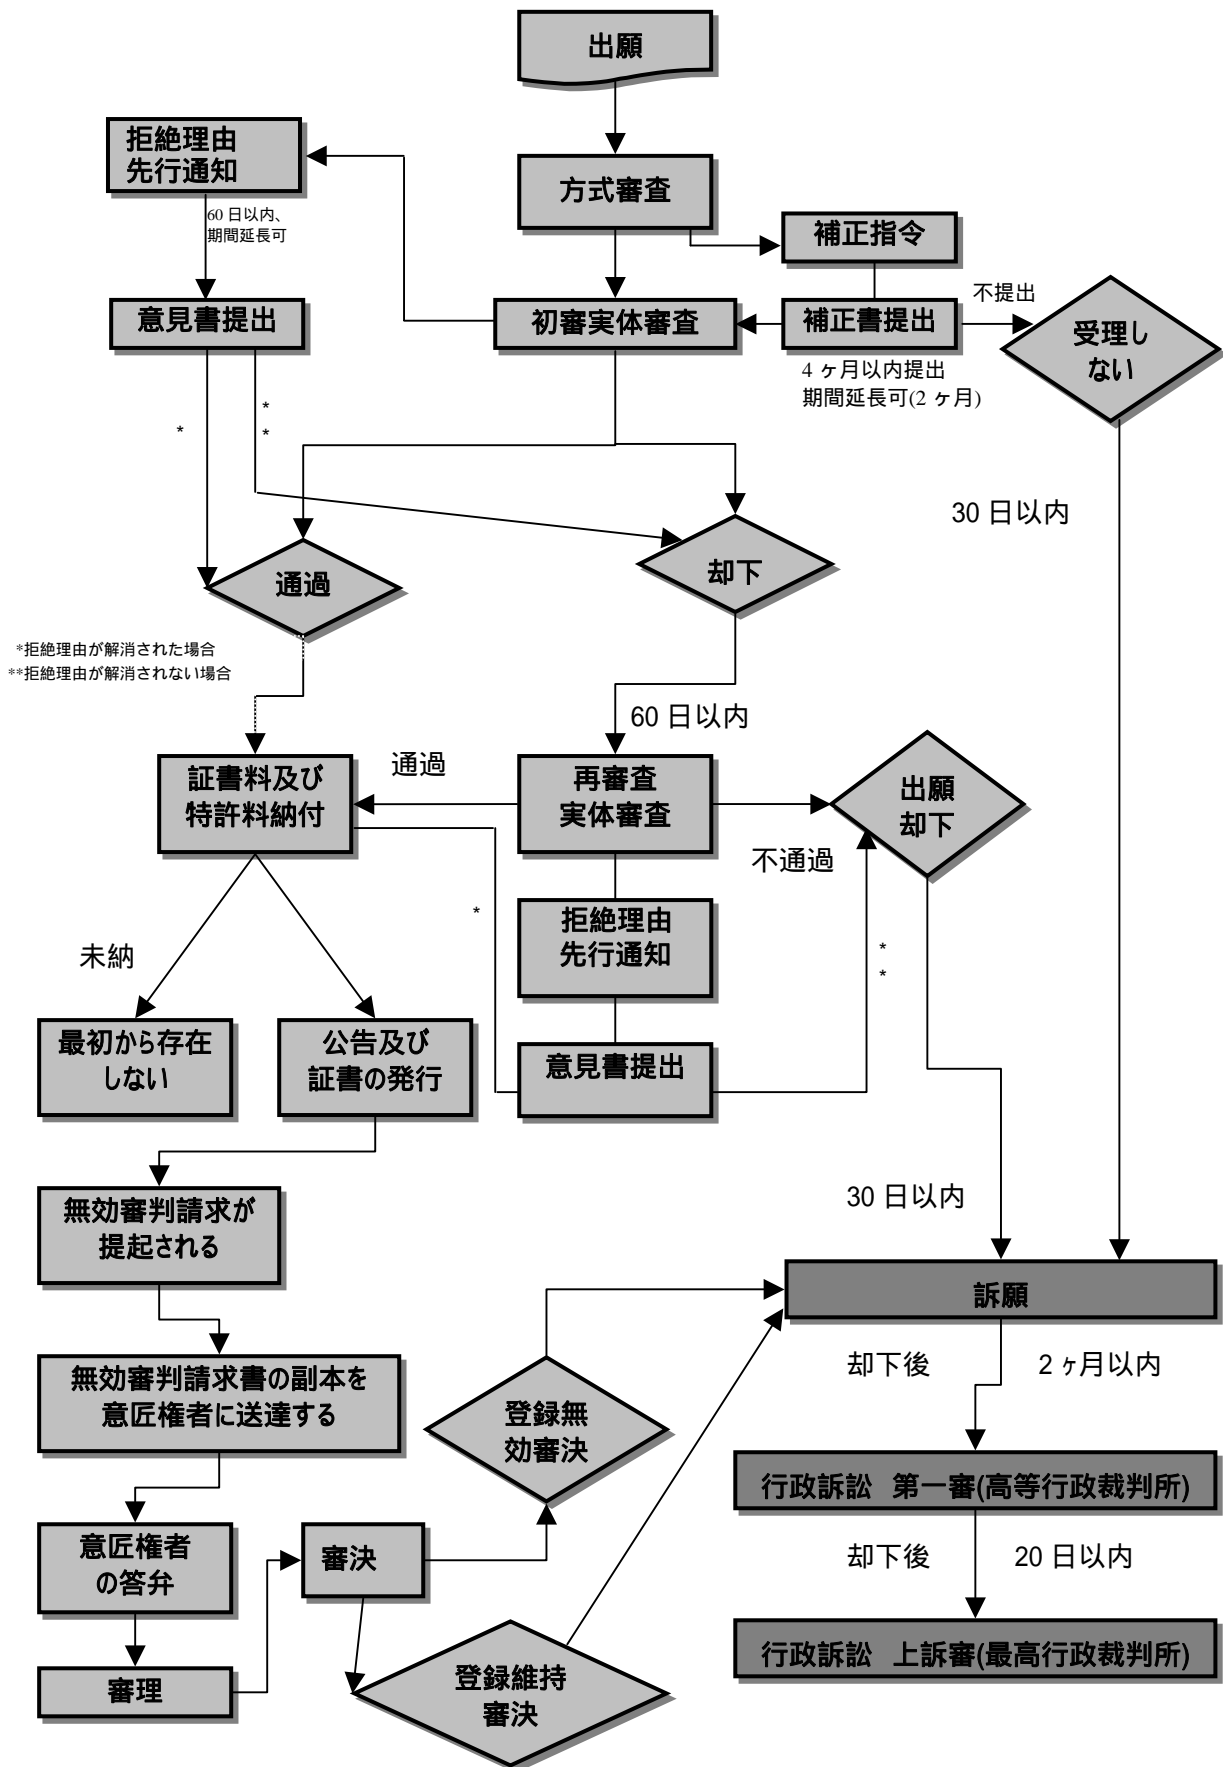 出願
拒絶理由
先行通知
方式審査
60 日以内、
期間延長可
補正指令
不提出
意見書提出
初審実体審査
補正書提出
受理し
ない
4 ヶ月以内提出
期間延長可(2 ヶ月)
*
*
*
30 日以内
通過
却下
*拒絶理由が解消された場合
**拒絶理由が解消されない場合
60 日以内
通過
証書料及び
特許料納付
再審査
実体審査
出願
却下
不通過
*
拒絶理由
先行通知
*
*
未納
最初から存在
しない
公告及び
証書の発行
意見書提出
無効審判請求が
提起される
30 日以内
訴願
却下後 2 ヶ月以内
無効審判請求書の副本を
意匠権者に送達する
登録無
効審決
行政訴訟 第一審(高等行政裁判所)
意匠権者
の答弁
審決
却下後 20 日以内
行政訴訟 上訴審(最高行政裁判所)
審理
登録維持
審決